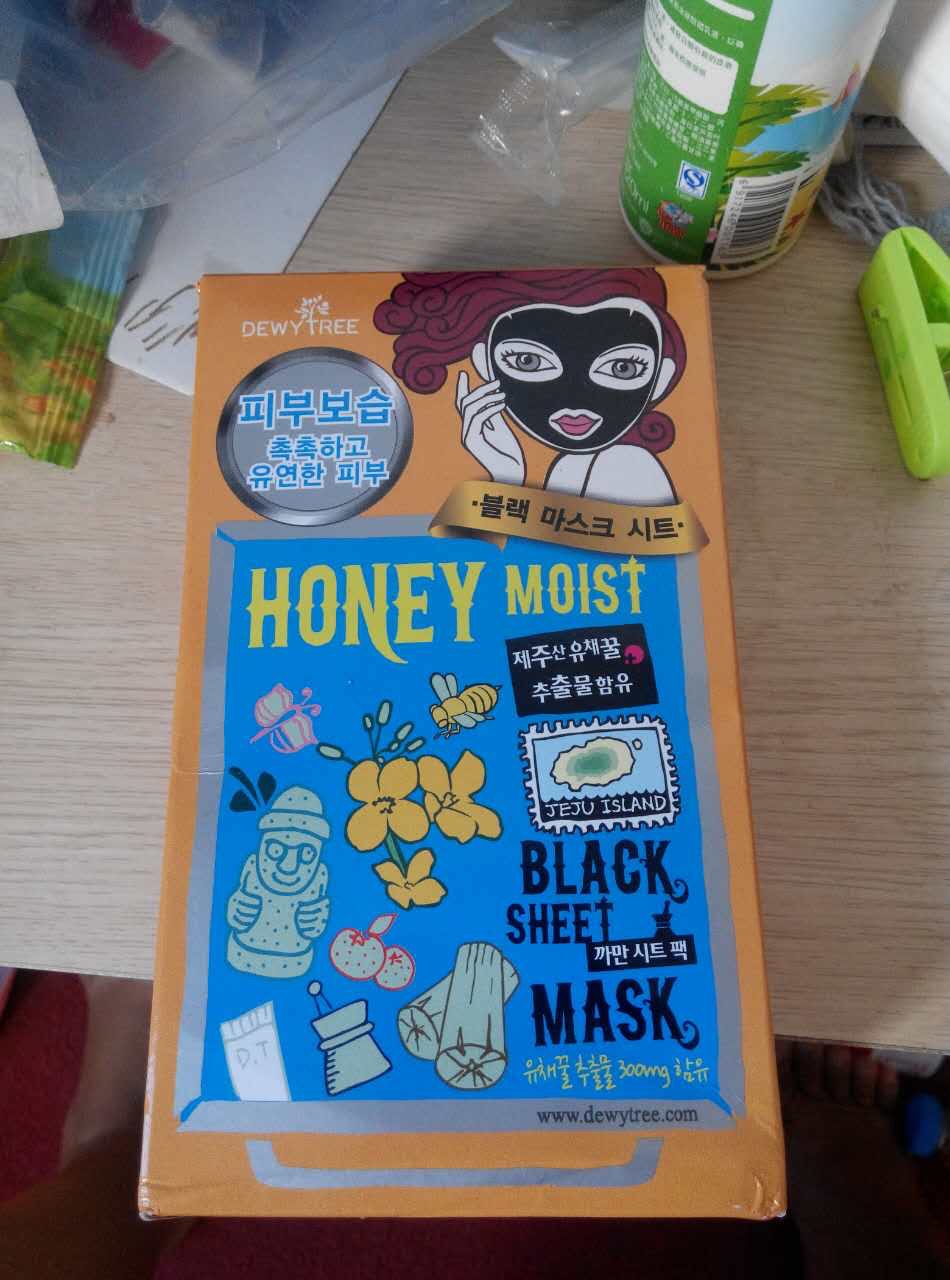 DEWYTREE
피부보습
촉촉하고
유연한 피부
·블랙 마스크 시트·
HONEY MOIST
제주산 유채꿀
추출물 함유
JEJU ISLAND
BLACK
SHEET
까만 시트 팩
MASK
D.T
유채꿀 추출물 300mg 함유
www.dewytree.com